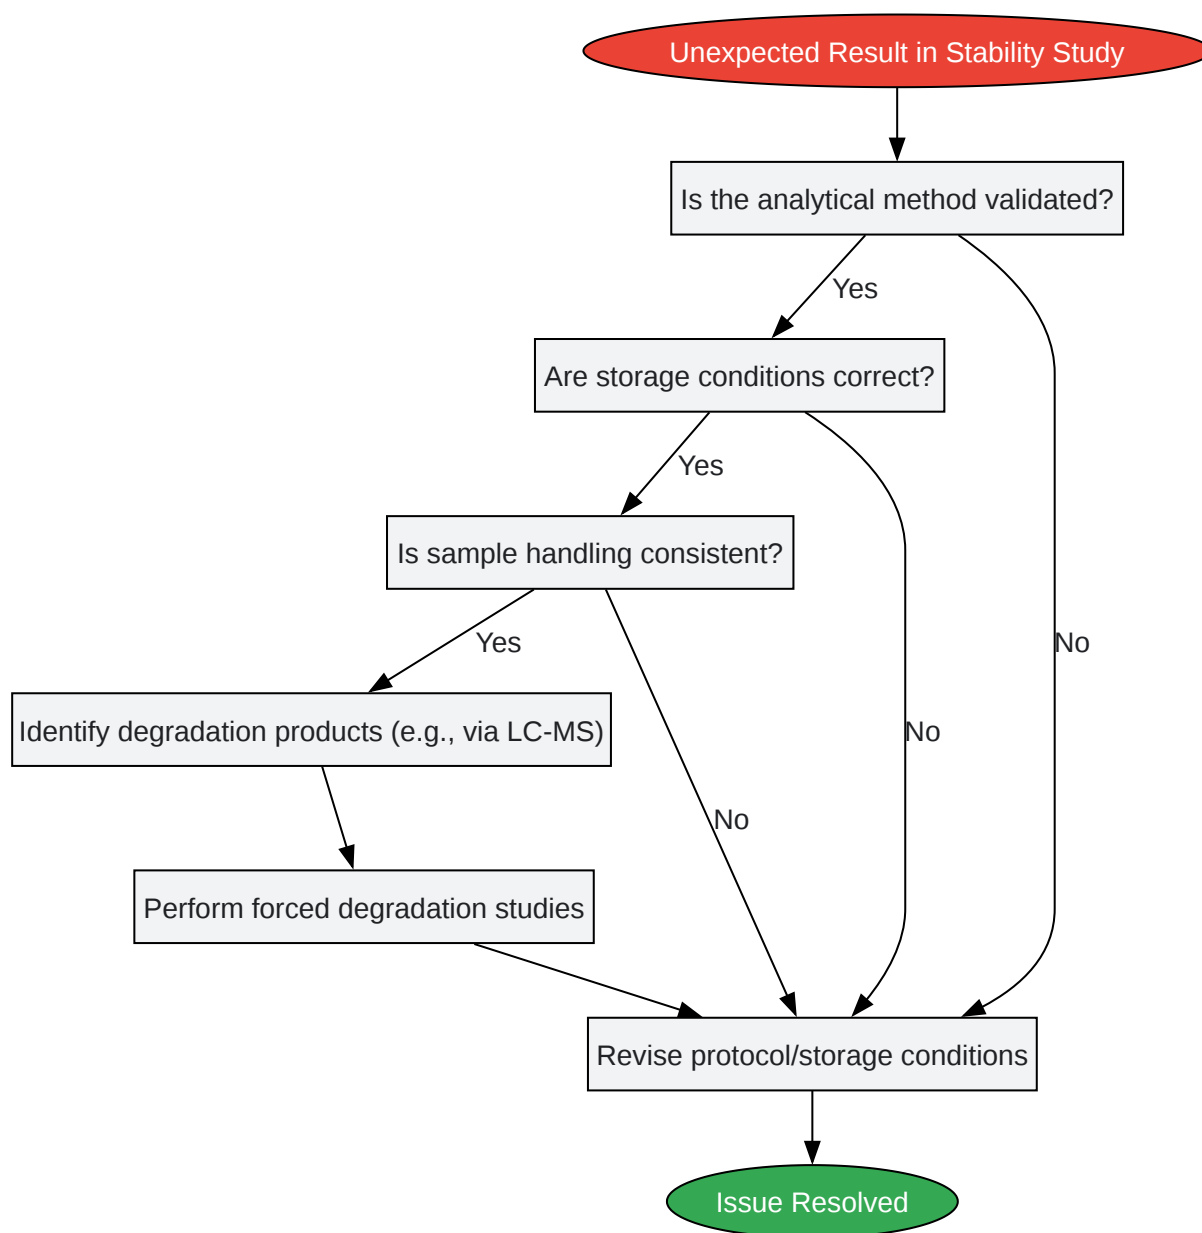 Unexpected Result in Stability Study
Is the analytical method validated?
Yes
Are storage conditions correct?
Yes
Is sample handling consistent?
Yes
No
Identify degradation products (e.g., via LC-MS)
No
No
Perform forced degradation studies
Revise protocol/storage conditions
Issue Resolved